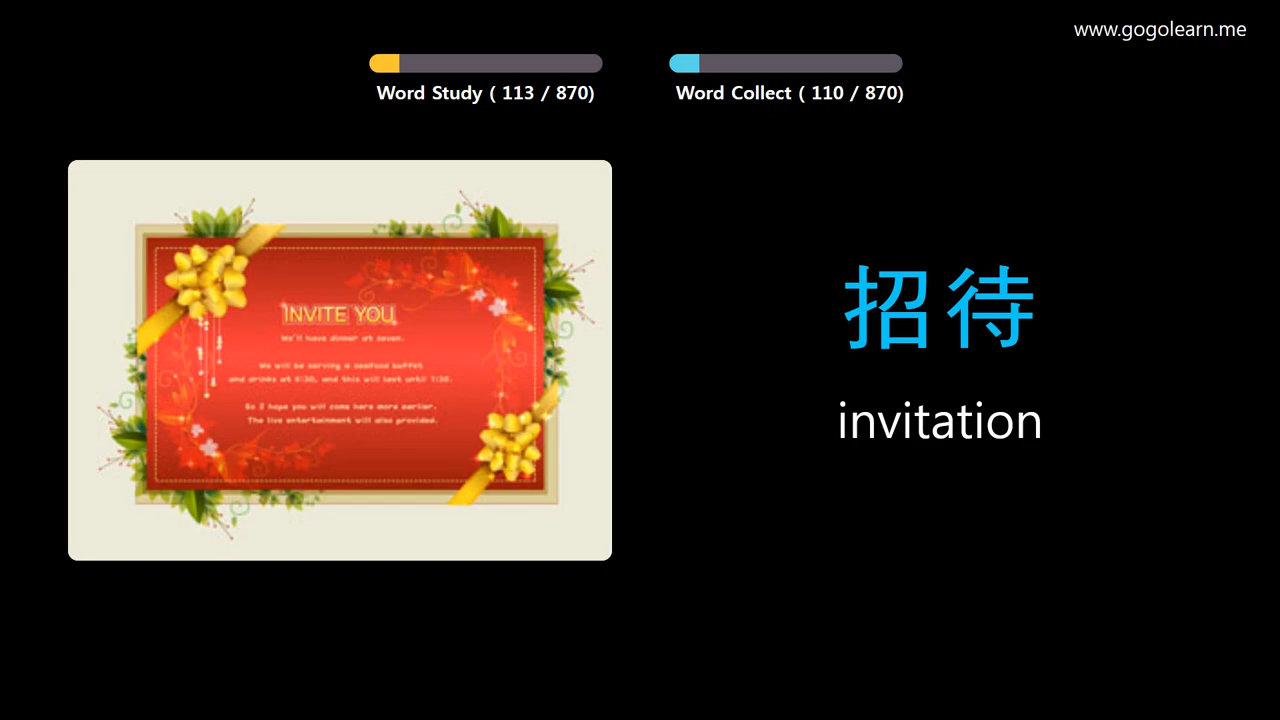 www.gogolearn.me
Word Study ( 113 / 870)
Word Collect ( 110 / 870)
INVITE YOU
We'll have dinner at seven.
We will be serving a seafood buffet
and drinks at 6:30, and this will last until 1:30.
So I hope you will come here more earlier.
The live entertainment will also provided.
招待
invitation